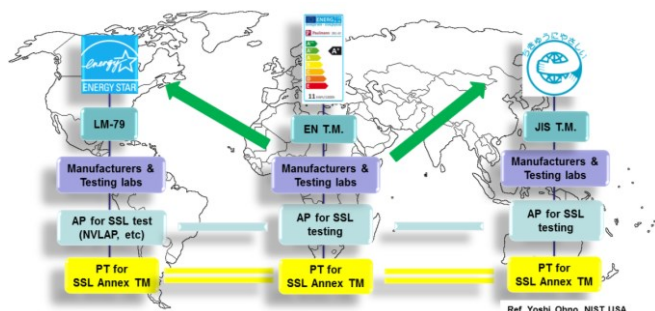 energy
ENERGY STAR
ENERG
A+
LM-79
EN T.M.
JIS T.M.
Manufacturers &
Testing labs
Manufacturers &
Testing labs
Manufacturers &
Testing labs
AP for SSL test
(NVLAP, etc)
AP for SSL
testing
AP for SSL
testing
PT for
SSL Annex TM
PT for
SSL Annex TM
PT for
SSL Annex TM
Ref. Yoshi Ohno, NIST USA